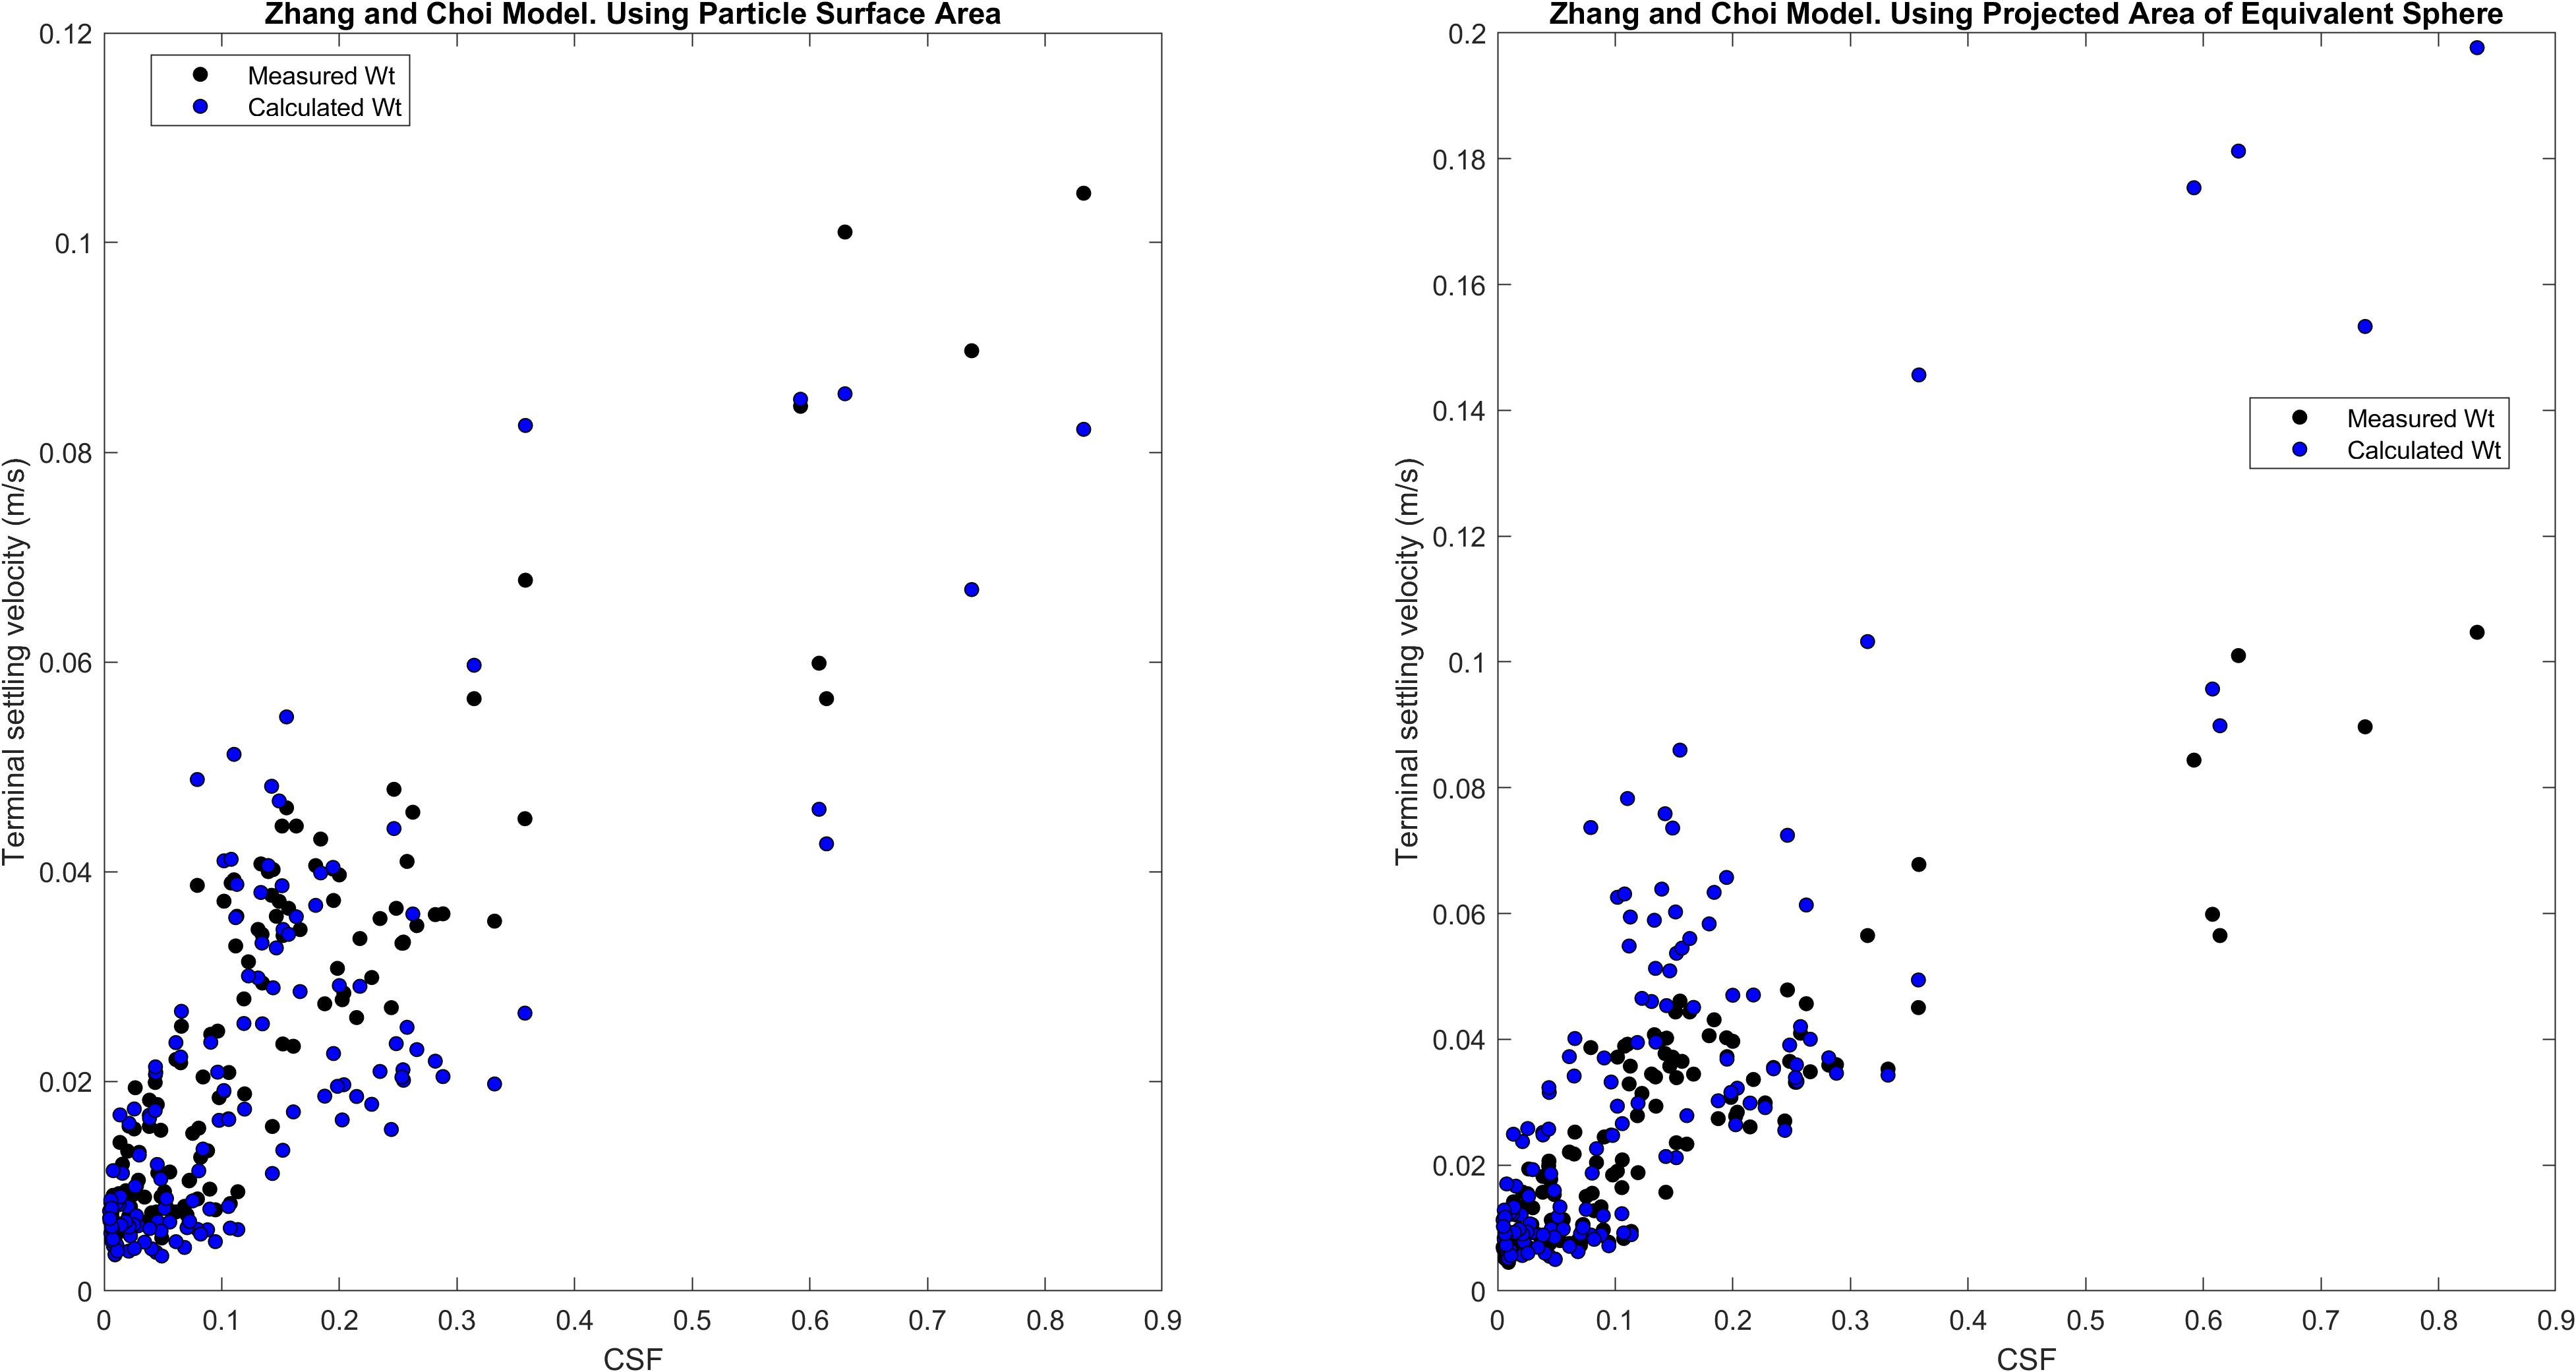 Zhang and Choi Model. Using Particle Surface Area
Measured Wt
Calculated Wt
Terminal settling velocity (m/s)
0.12
0.1
0.08
0.06
0.04
0.02
0
0 0.1 0.2 0.3 0.4 0.5 0.6 0.7 0.8 0.9
CSF
Zhang and Choi Model. Using Projected Area of Equivalent Sphere
Measured Wt
Calculated Wt
Terminal settling velocity (m/s)
0.2
0.18
0.16
0.14
0.12
0.1
0.08
0.06
0.04
0.02
0
0 0.1 0.2 0.3 0.4 0.5 0.6 0.7 0.8 0.9
CSF